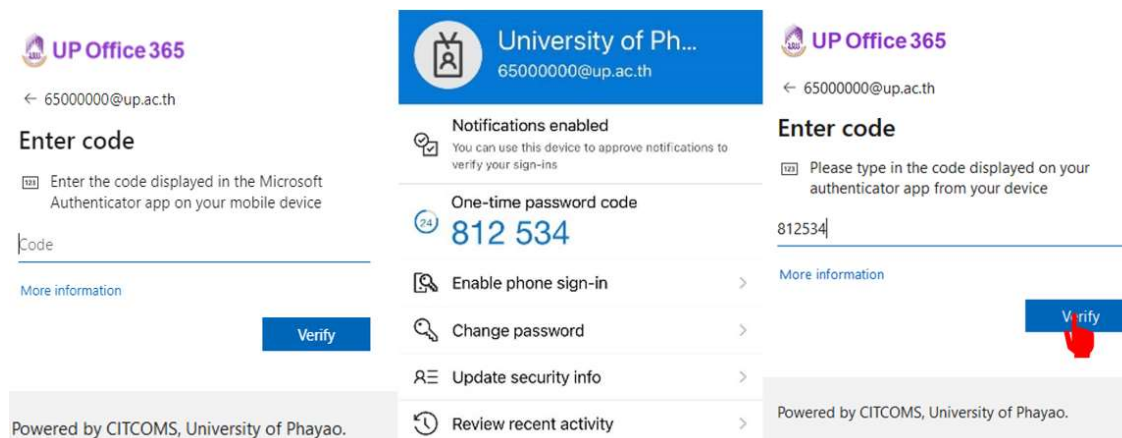 UP Office 365
← 65000000@up.ac.th
Enter code
123 Enter the code displayed in the Microsoft
Authenticator app on your mobile device
Code
More information
Verify
Powered by CITCOMS, University of Phayao.
University of Ph...
65000000@up.ac.th
Notifications enabled
You can use this device to approve notifications to
verify your sign-ins
One-time password code
24 812 534
Enable phone sign-in
Change password
Update security info
Review recent activity
UP Office 365
← 65000000@up.ac.th
Enter code
123 Please type in the code displayed on your
authenticator app from your device
812534
More information
Verify
Powered by CITCOMS, University of Phayao.